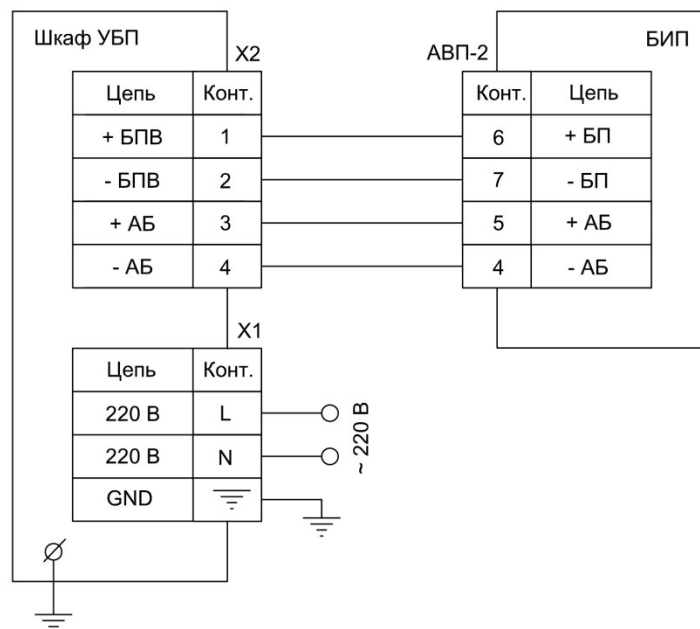 Шкаф УБП
X2
АВП-2
БИП
Цепь Конт.
+ БПВ 1
- БПВ 2
+ АБ 3
- АБ 4
Конт. Цепь
6 + БП
7 - БП
5 + АБ
4 - АБ
X1
Цепь Конт.
220 В L
220 В N
GND
~ 220 В